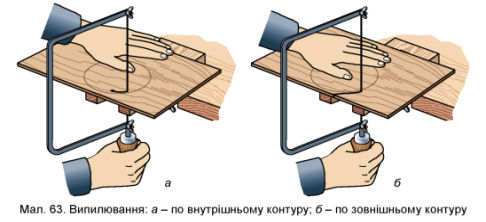 а
б
Мал. 63. Випилювання: а – по внутрішньому контуру; б – по зовнішньому контуру